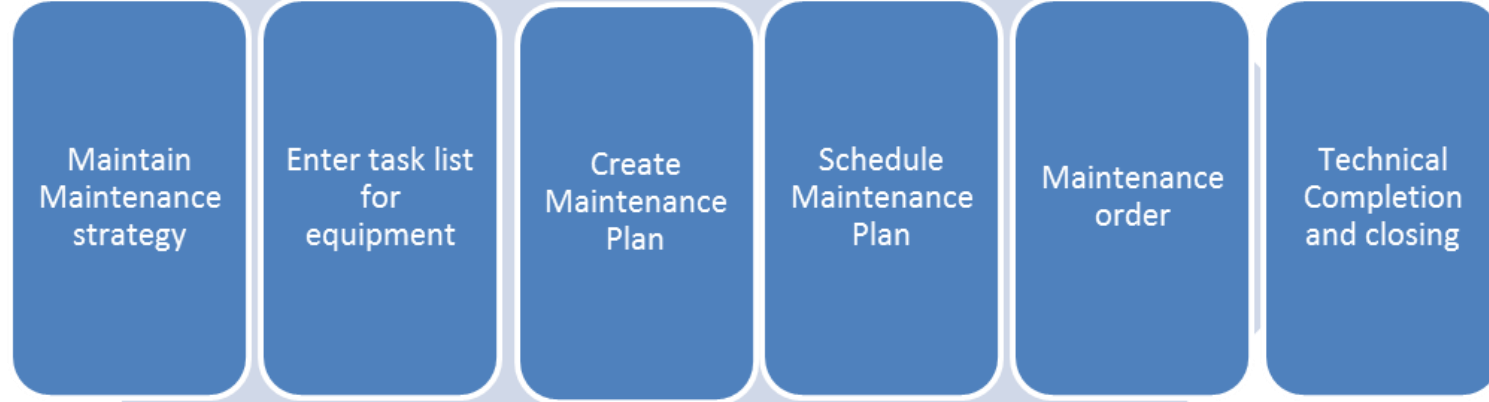 Maintain
Maintenance
strategy
Enter task list
for
equipment
Create
Maintenance
Plan
Schedule
Maintenance
Plan
Maintenance
order
Technical
Completion
and closing